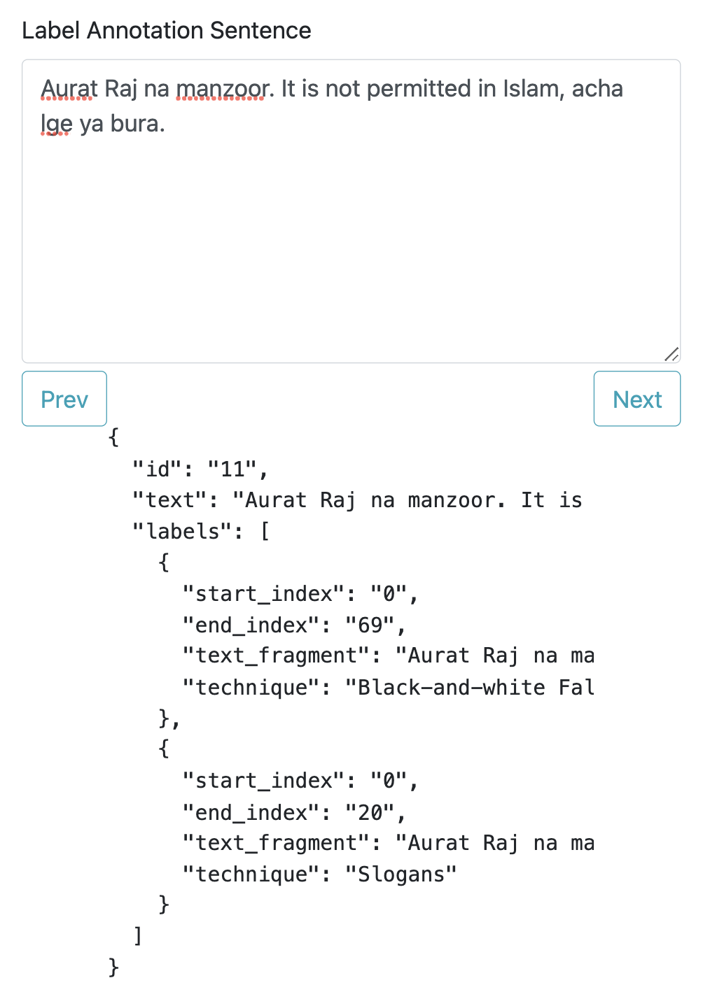 Label Annotation Sentence
Aurat Raj na manzoor. It is not permitted in Islam, acha
lge ya bura.
Prev
Next
{
"id": "11",
"text": "Aurat Raj na manzoor. It is
"labels": [
{
"start_index": "0",
"end_index": "69",
"text_fragment": "Aurat Raj na ma
"technique": "Black-and-white Fal
},
{
"start_index": "0",
"end_index": "20",
"text_fragment": "Aurat Raj na ma
"technique": "Slogans"
}
]
}